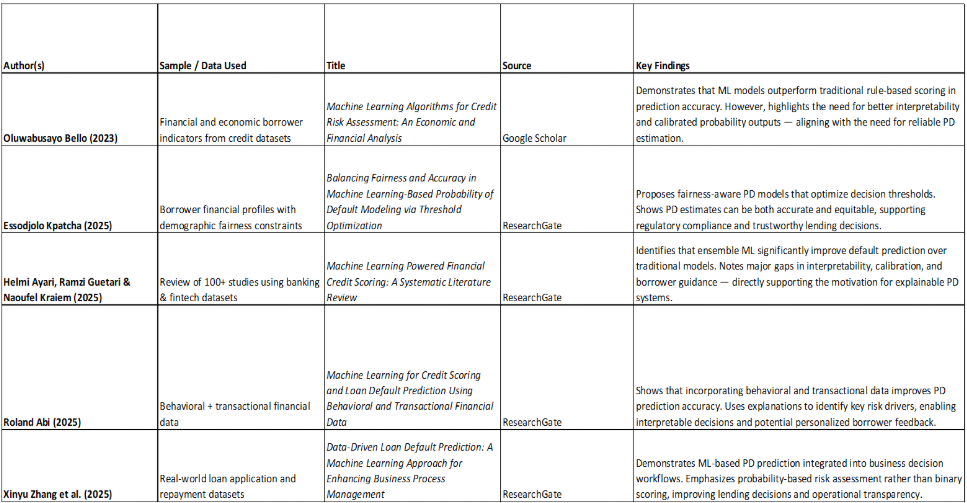 Author(s) Sample / Data Used Title Source Key Findings
Oluwabusayo Bello (2023)
Financial and economic borrower
indicators from credit datasets
Machine Learning Algorithms for Credit
Risk Assessment: An Economic and
Financial Analysis
Google Scholar
Demonstrates that ML models outperform traditional rule-based scoring in
prediction accuracy. However, highlights the need for better interpretability
and calibrated probability outputs — aligning with the need for reliable PD
estimation.
Essodjolo Kpatcha (2025)
Borrower financial profiles with
demographic fairness constraints
Balancing Fairness and Accuracy in
Machine Learning-Based Probability of
Default Modeling via Threshold
Optimization
ResearchGate
Proposes fairness-aware PD models that optimize decision thresholds.
Shows PD estimates can be both accurate and equitable, supporting
regulatory compliance and trustworthy lending decisions.
Helmi Ayari, Ramzi Guetari &
Naoufel Kraiem (2025)
Review of 100+ studies using banking
& fintech datasets
Machine Learning Powered Financial
Credit Scoring: A Systematic Literature
Review
ResearchGate
Identifies that ensemble ML significantly improve default prediction over
traditional models. Notes major gaps in interpretability, calibration, and
borrower guidance — directly supporting the motivation for explainable PD
systems.
Roland Abi (2025)
Behavioral + transactional financial
data
Machine Learning for Credit Scoring
and Loan Default Prediction Using
Behavioral and Transactional Financial
Data
ResearchGate
Shows that incorporating behavioral and transactional data improves PD
prediction accuracy. Uses explanations to identify key risk drivers, enabling
interpretable decisions and potential personalized borrower feedback.
Xinyu Zhang et al. (2025)
Real-world loan application and
repayment datasets
Data-Driven Loan Default Prediction: A
Machine Learning Approach for
Enhancing Business Process
Management
ResearchGate
Demonstrates ML-based PD prediction integrated into business decision
workflows. Emphasizes probability-based risk assessment rather than binary
scoring, improving lending decisions and operational transparency.